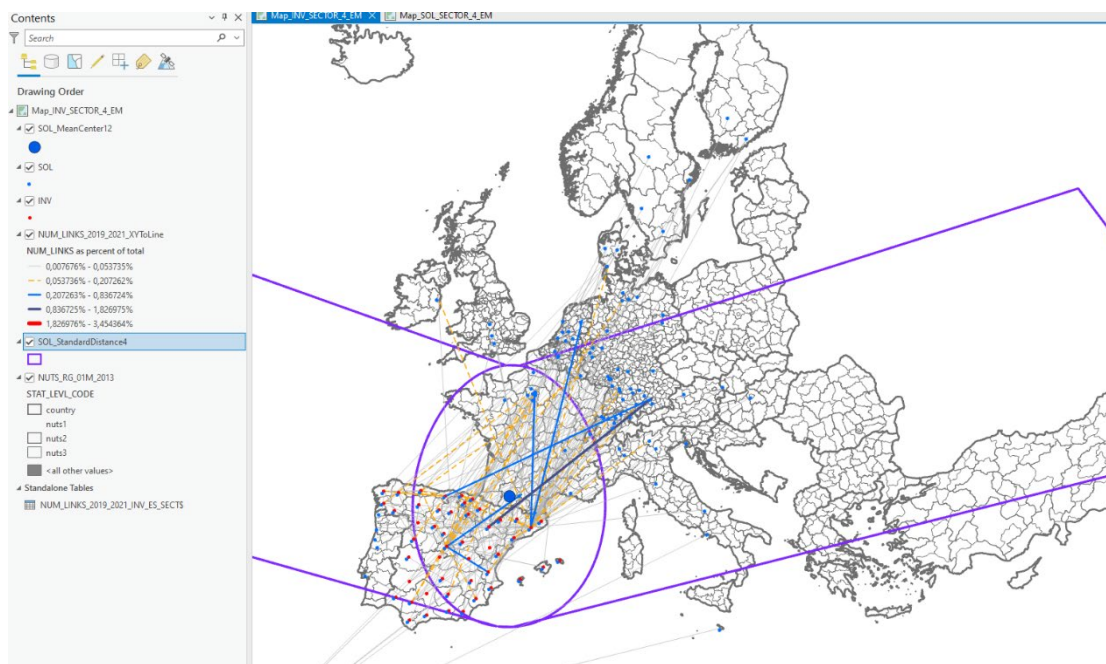 Contents
Search
Drawing Order
Map_INV_SECTOR_4_EM
SOL_MeanCenter12
SOL
INV
NUM_LINKS_2019_2021_XYToLine
NUM_LINKS as percent of total
0,007676% - 0,053735%
0,053736% - 0,207262%
0,207263% - 0,836724%
0,836725% - 1,826975%
1,826976% - 3,454364%
SOL_StandardDistance4
NUTS_RG_01M_2013
STAT_LEVL_CODE
country
nuts1
nuts2
nuts3
<all other values>
Standalone Tables
NUM_LINKS_2019_2021_INV_ES_SECTS
Map_INV_SECTOR_4_EM
Map_SOL_SECTOR_4_EM